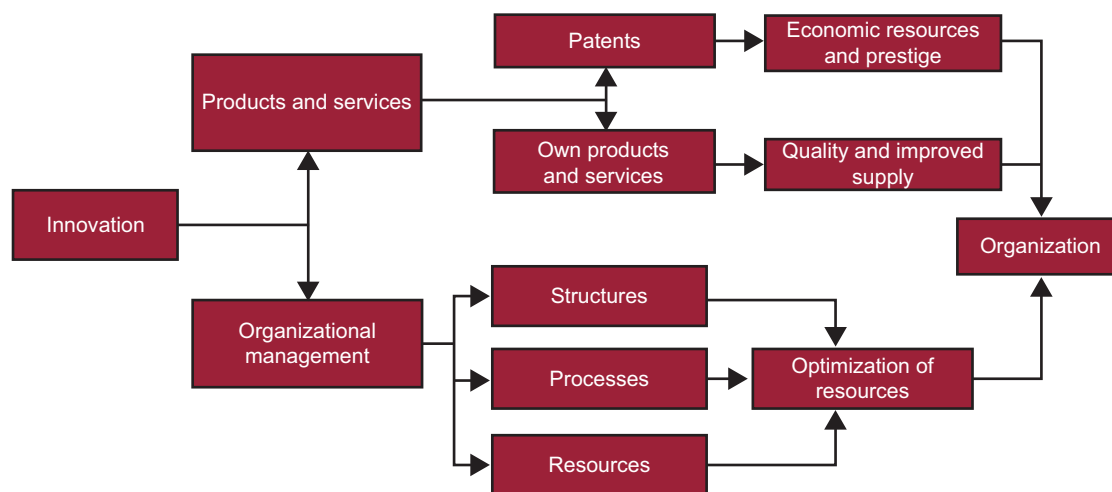 Patents
Economic resources
and prestige
Products and services
Own products
and services
Quality and improved
supply
Innovation
Organization
Structures
Organizational
management
Processes
Optimization of
resources
Resources